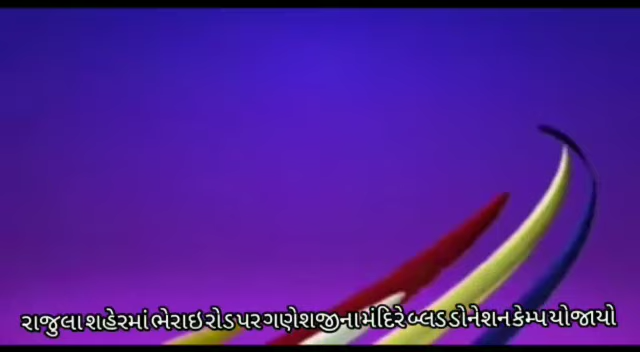 રાજુલા શહેરમાં ભેરાઇ રોડ પર ગણેશજીના મંદિરે બ્લડ ડોનેશન કેમ્પ યોજાયો